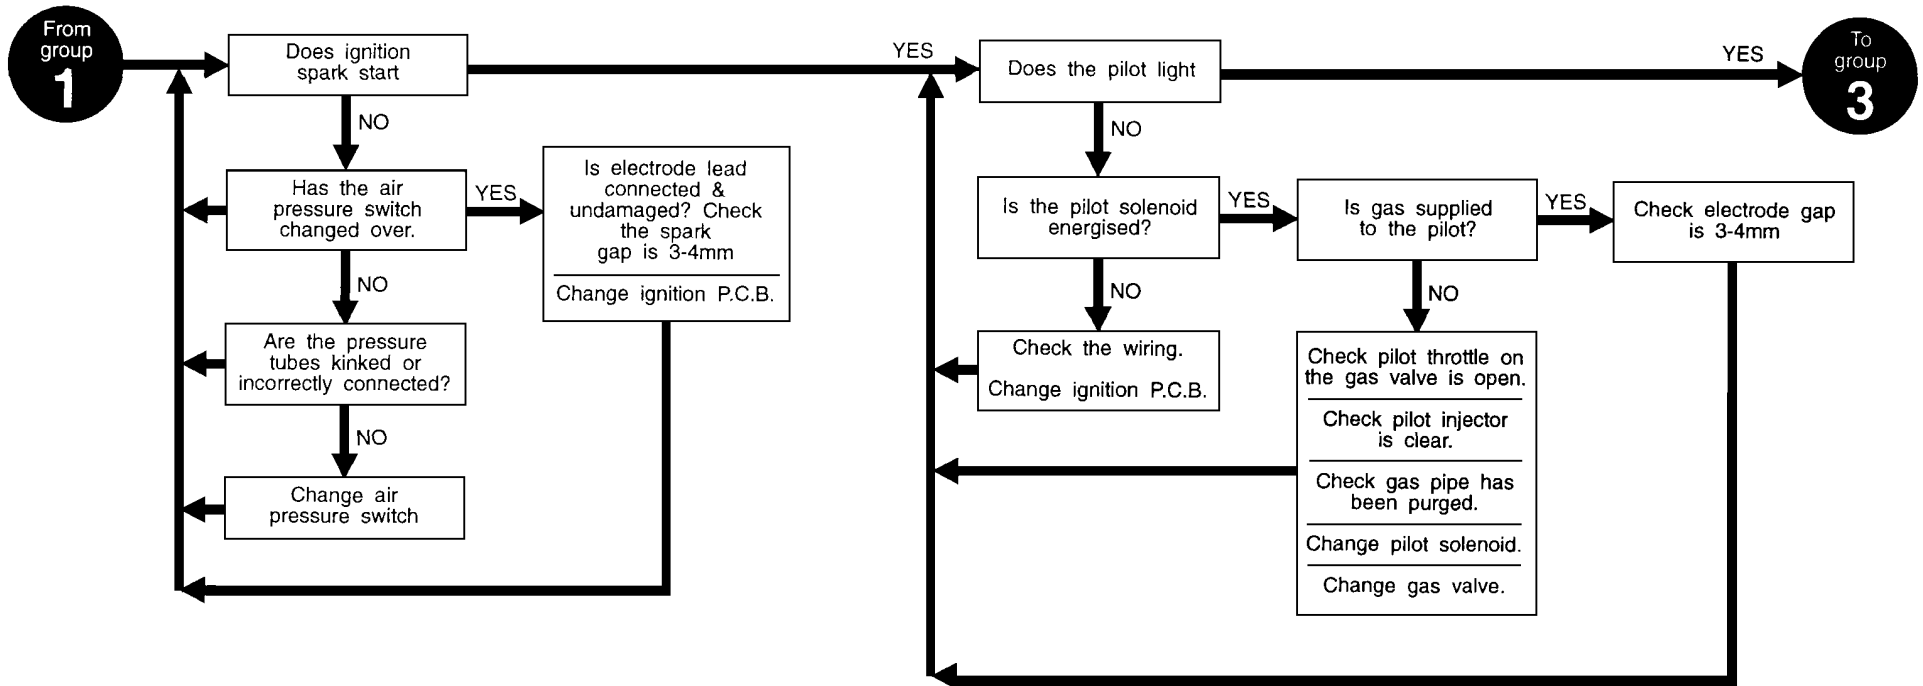 From
group
1
Does ignition
spark start
YES
Does the pilot light
YES
To
group
3
NO
Has the air
pressure switch
changed over.
YES
Is electrode lead
connected &
undamaged? Check
the spark
gap is 3-4mm
Change ignition P.C.B.
NO
Are the pressure
tubes kinked or
incorrectly connected?
NO
Change air
pressure switch
NO
Is the pilot solenoid
energised?
YES
Is gas supplied
to the pilot?
YES
Check electrode gap
is 3-4mm
NO
Check the wiring.
Change ignition P.C.B.
NO
Check pilot throttle on
the gas valve is open.
Check pilot injector
is clear.
Check gas pipe has
been purged.
Change pilot solenoid.
Change gas valve.